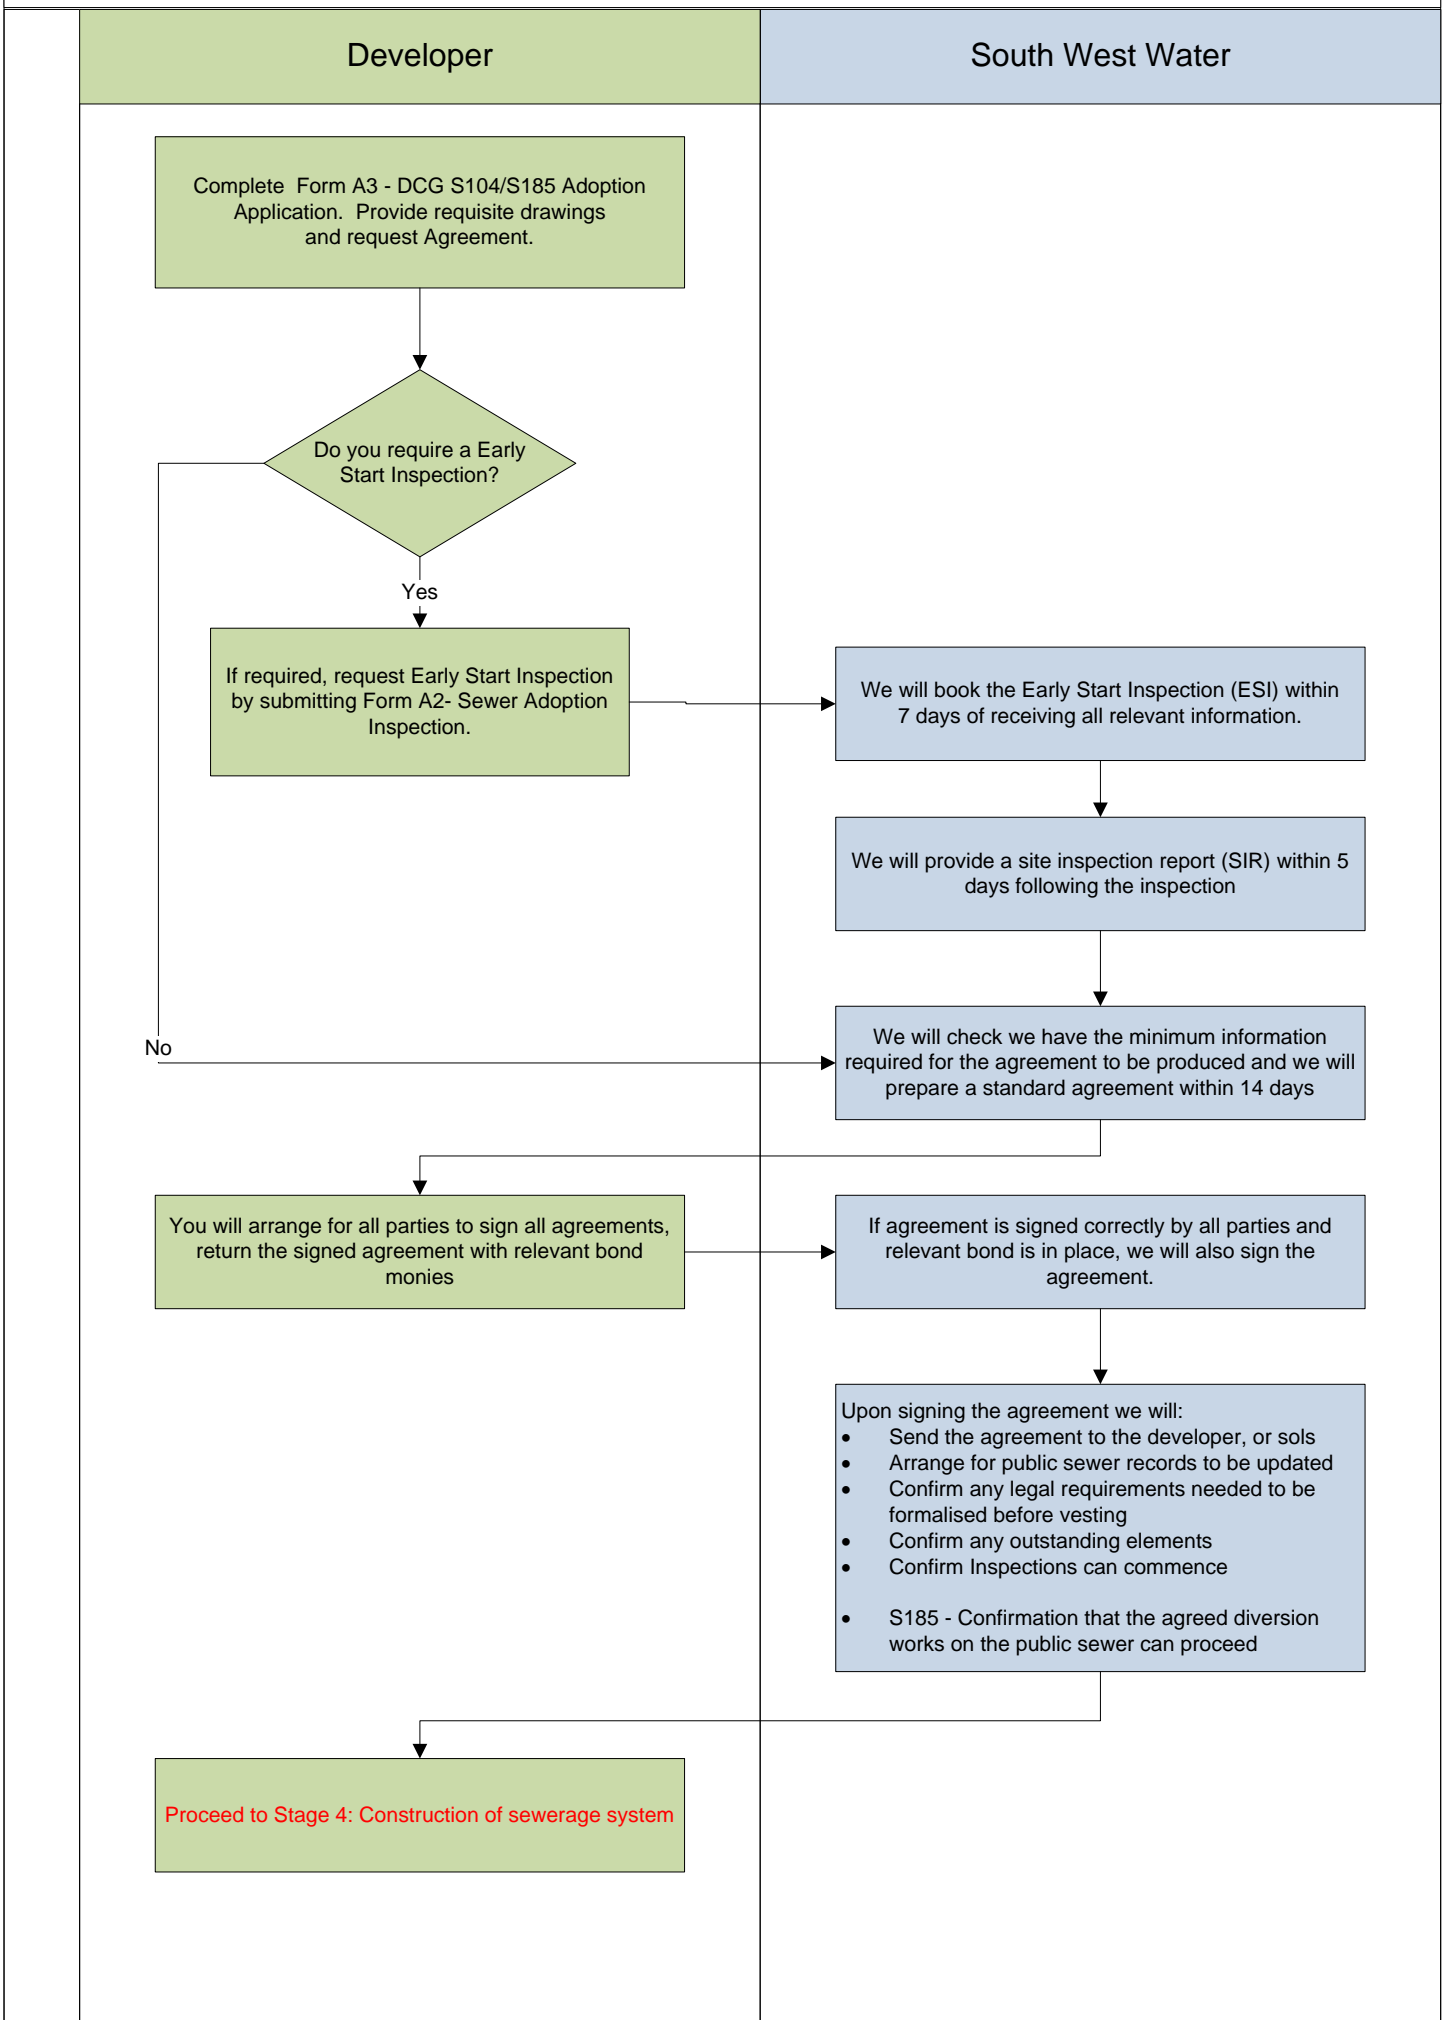 Developer
South West Water
Complete  Form A3 - DCG S104/S185 Adoption
Application.  Provide requisite drawings
and request Agreement.
Do you require a Early
Start Inspection?
Yes
If required, request Early Start Inspection
by submitting Form A2- Sewer Adoption
Inspection.
We will book the Early Start Inspection (ESI) within
7 days of receiving all relevant information.
We will provide a site inspection report (SIR) within 5
days following the inspection
No
We will check we have the minimum information
required for the agreement to be produced and we will
prepare a standard agreement within 14 days
You will arrange for all parties to sign all agreements,
return the signed agreement with relevant bond
monies
If agreement is signed correctly by all parties and
relevant bond is in place, we will also sign the
agreement.
Upon signing the agreement we will:
• Send the agreement to the developer, or sols
• Arrange for public sewer records to be updated
• Confirm any legal requirements needed to be
formalised before vesting
• Confirm any outstanding elements
• Confirm Inspections can commence
• S185 - Confirmation that the agreed diversion
works on the public sewer can proceed
Proceed to Stage 4: Construction of sewerage system